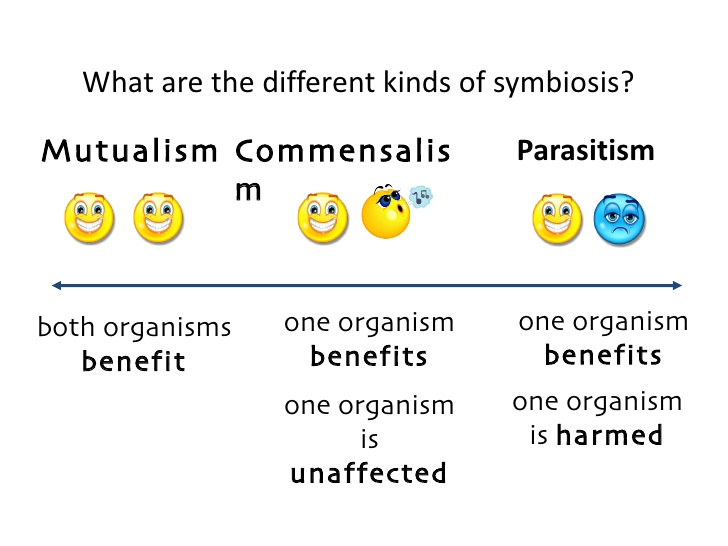 What are the different kinds of symbiosis?
Mutualism
Commensalis
m
Parasitism
both organisms
benefit
one organism
benefits
one organism
is
unaffected
one organism
benefits
one organism
is harmed